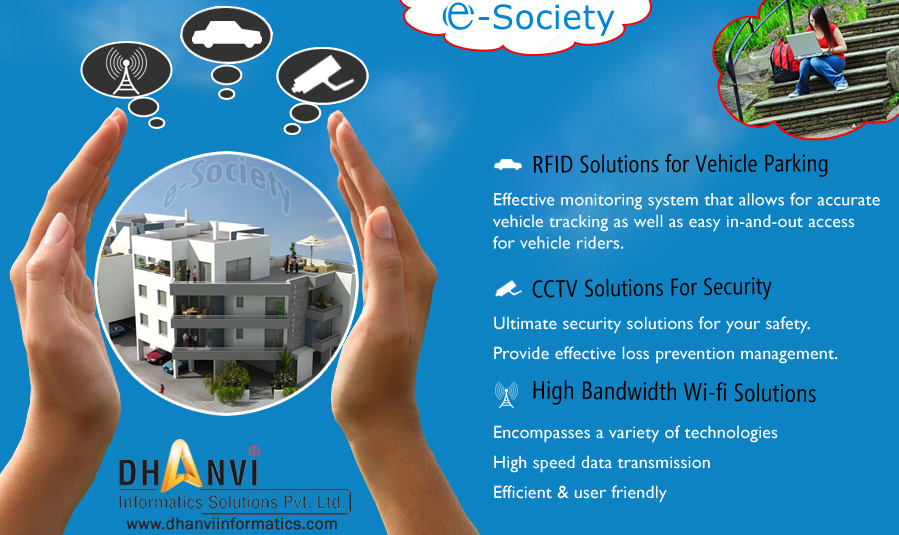 e-Society
e-Society
RFID Solutions for Vehicle Parking
Effective monitoring system that allows for accurate
vehicle tracking as well as easy in-and-out access
for vehicle riders.
CCTV Solutions For Security
Ultimate security solutions for your safety.
Provide effective loss prevention management.
High Bandwidth Wi-fi Solutions
Encompasses a variety of technologies
High speed data transmission
Efficient & user friendly
DHANVI
Informatics Solutions Pvt. Ltd.
www.dhanviinformatics.com